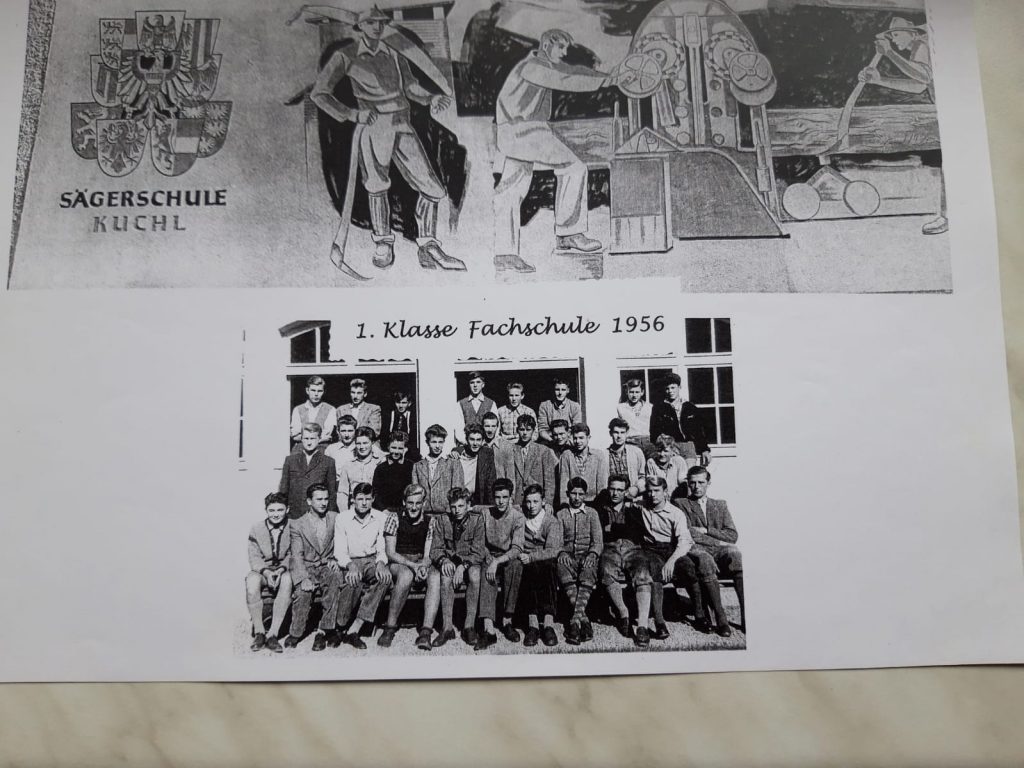 SÄGERSCHULE
KUCHL
1. Klasse Fachschule 1956